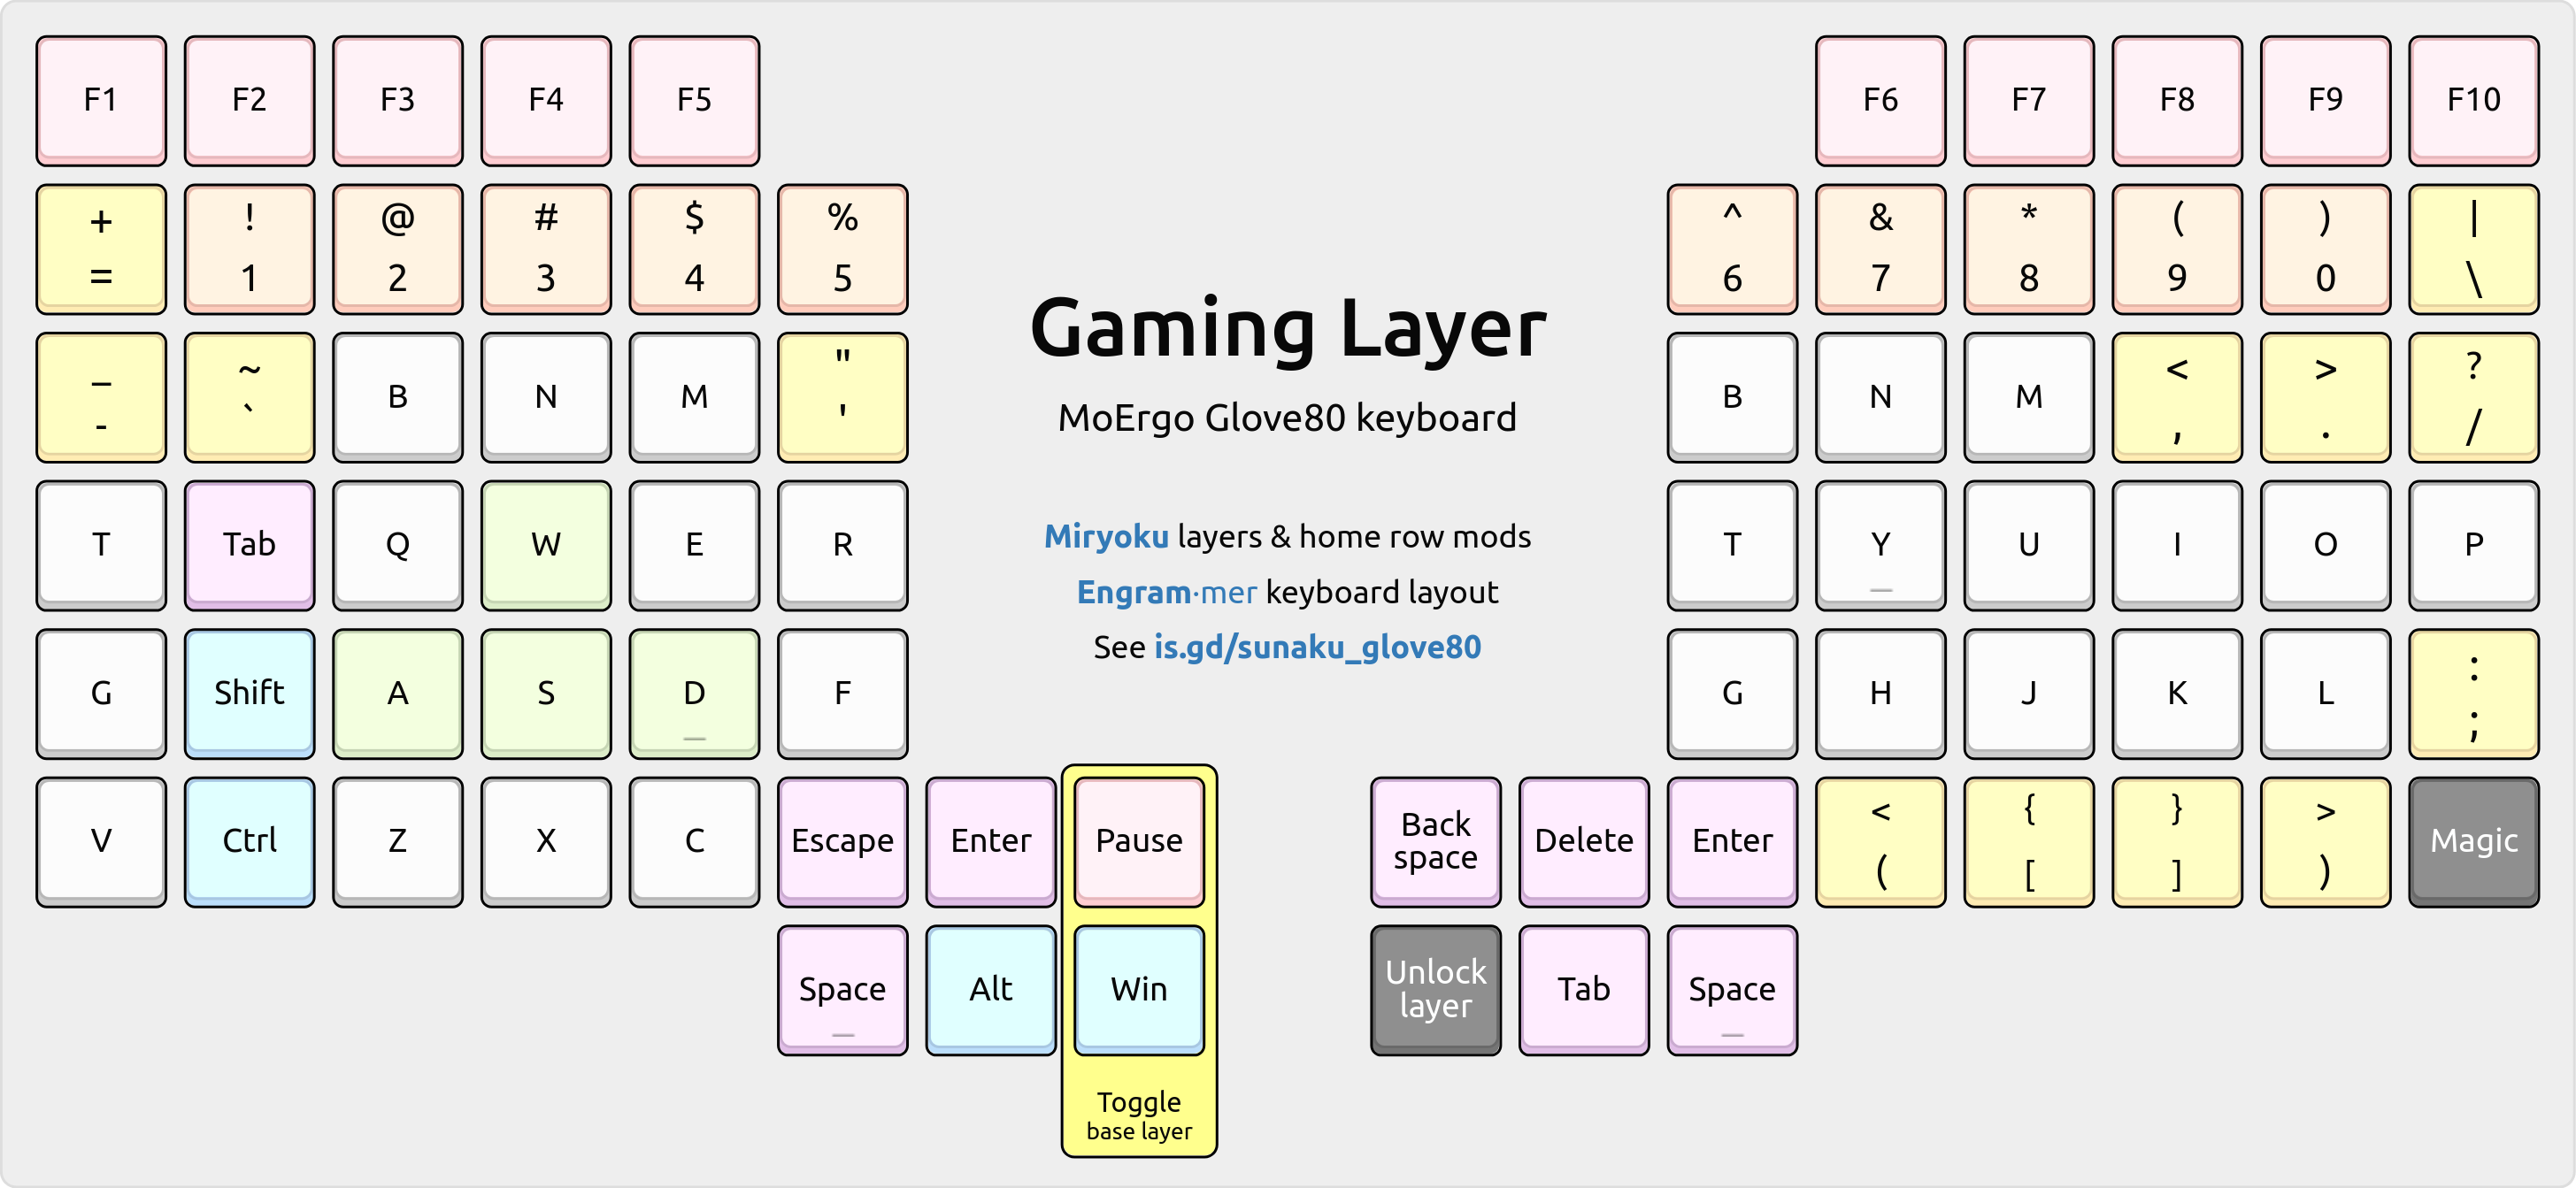 F1 F2 F3 F4 F5 F6 F7 F8 F9 F10
+ ! @ # $ % ^ & * ( ) |
= 1 2 3 4 5 6 7 8 9 0 \
Gaming Layer
_ ~ B N M " B N M < > ?
- ` ' , . /
MoErgo Glove80 keyboard
T Tab Q W E R T Y U I O P
_
Miryoku layers & home row mods
Engram·mer keyboard layout
See is.gd/sunaku_glove80
G Shift A S D F G H J K L :
_ ;
V Ctrl Z X C Escape Enter Pause Back Delete Enter < { } > Magic
space ( [ ] )
Space Alt Win Unlock Tab Space
_ layer _
Toggle
base layer